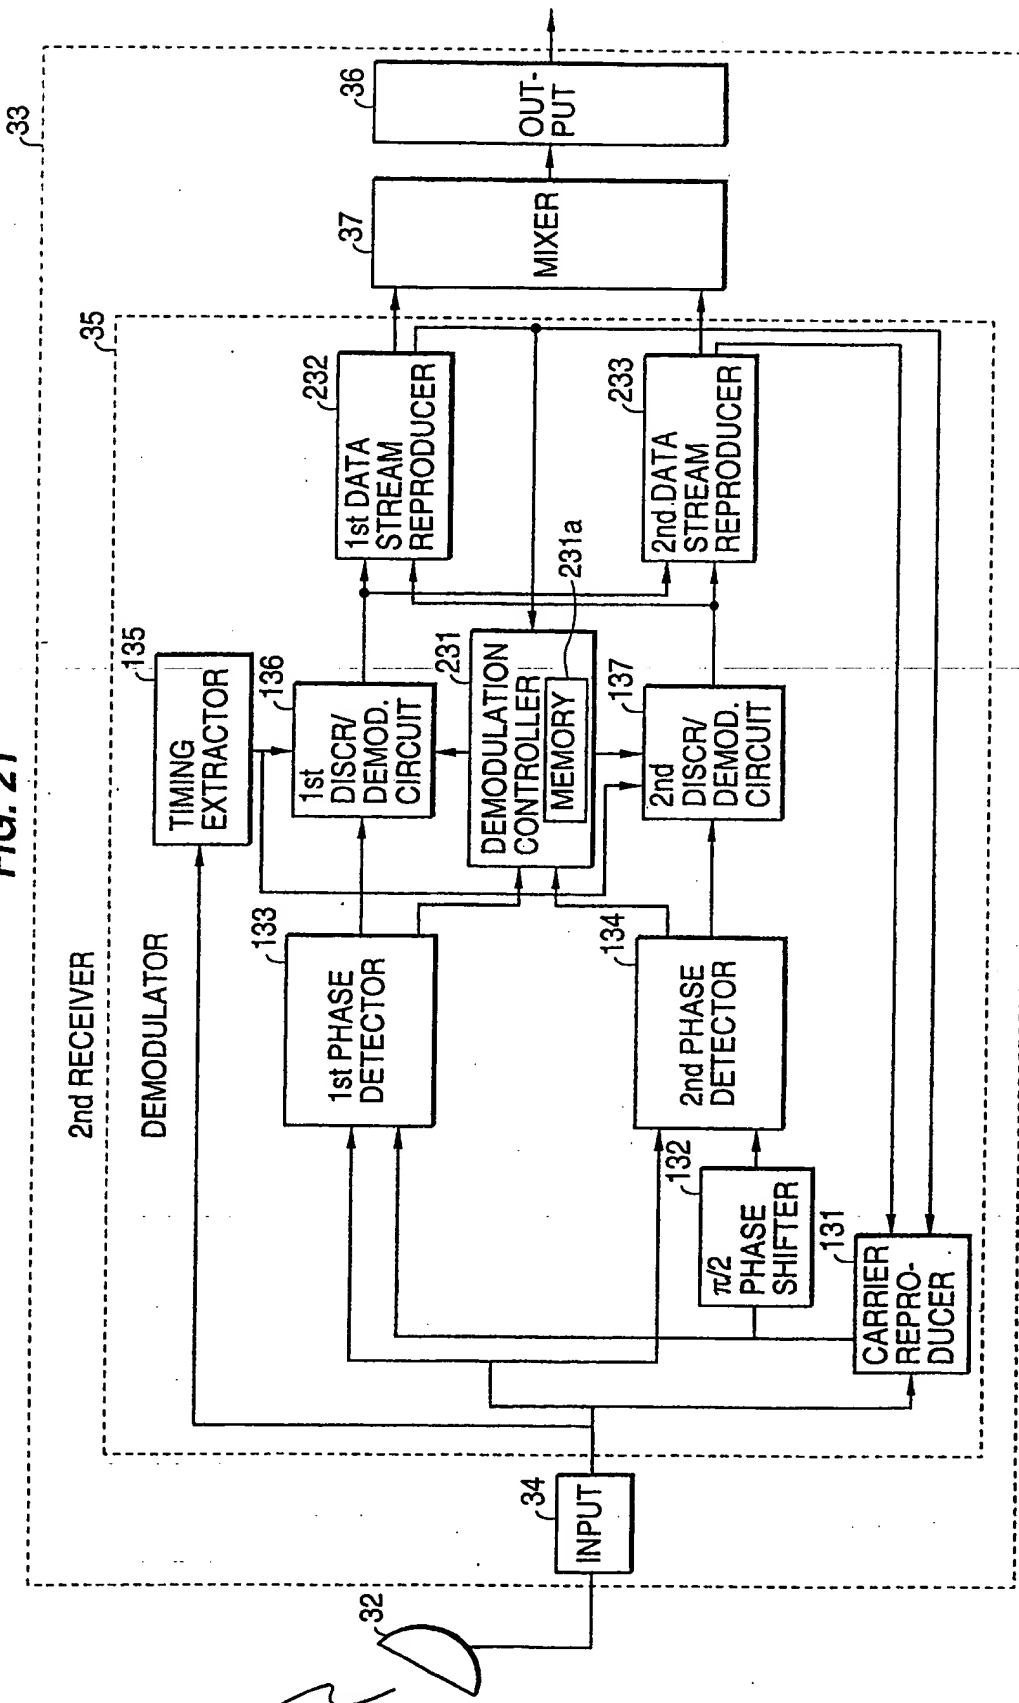 FIG. 21
33
2nd RECEIVER
35
DEMODULATOR
32
34
INPUT
135
TIMING
EXTRACTOR
133
1st PHASE
DETECTOR
136
1st
DISCR/
DEMOD.
CIRCUIT
232
1st DATA
STREAM
REPRODUCER
37
MIXER
36
OUT-
PUT
231
DEMODULATION
CONTROLLER
MEMORY
231a
134
2nd PHASE
DETECTOR
137
2nd
DISCR/
DEMOD.
CIRCUIT
233
2nd DATA
STREAM
REPRODUCER
132
π/2
PHASE
SHIFTER
131
CARRIER
REPRO-
DUCER